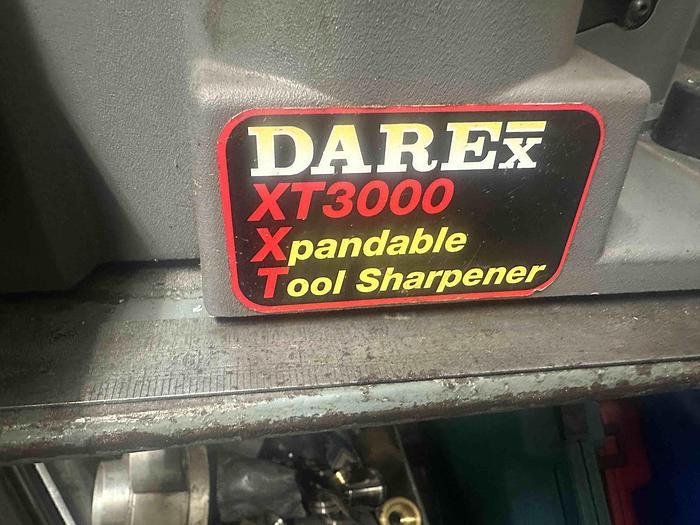 DAREX
XT3000
Xpandable
Tool Sharpener